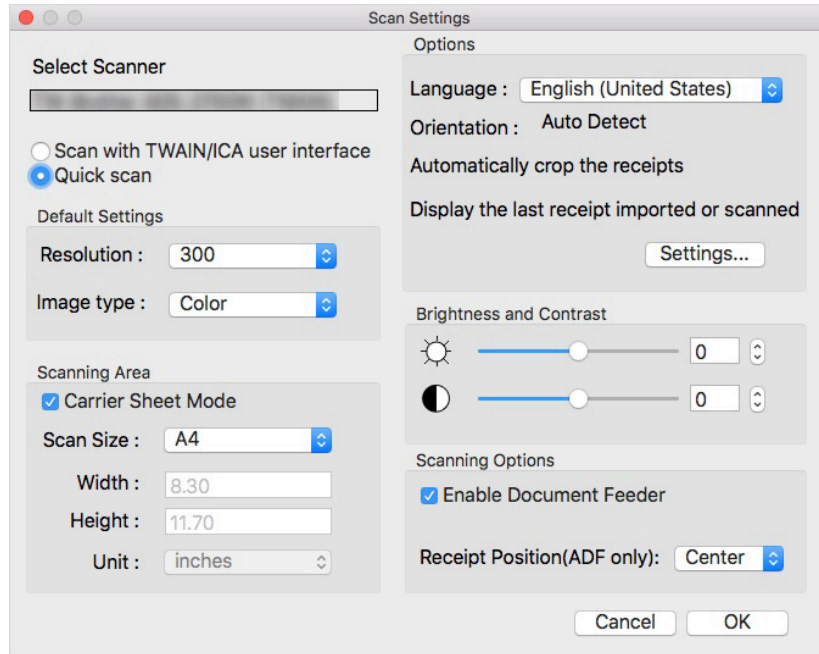 Scan Settings
Select Scanner
Scan with TWAIN/ICA user interface
Quick scan
Default Settings
Resolution : 300
Image type : Color
Scanning Area
Carrier Sheet Mode
Scan Size : A4
Width : 8.30
Height : 11.70
Unit : inches
Options
Language : English (United States)
Orientation : Auto Detect
Automatically crop the receipts
Display the last receipt imported or scanned
Settings...
Brightness and Contrast
0
0
Scanning Options
Enable Document Feeder
Receipt Position(ADF only): Center
Cancel OK